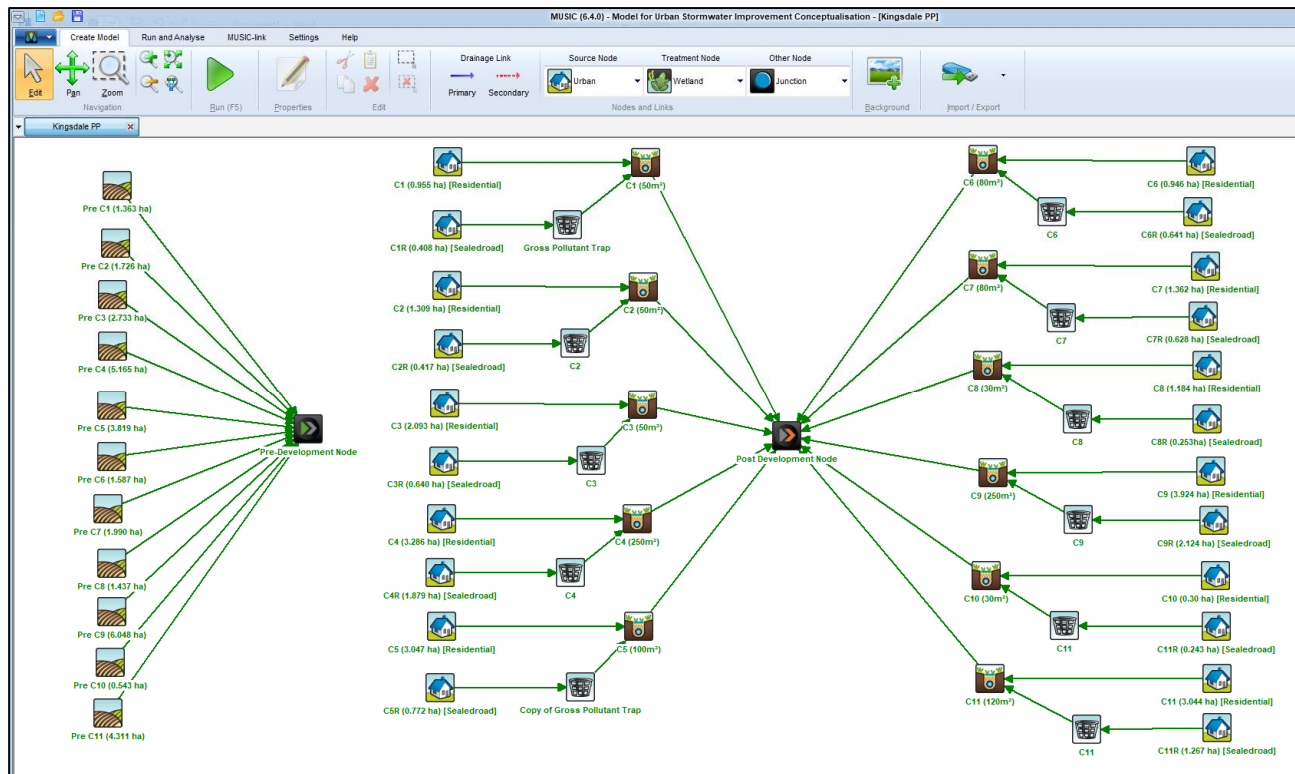 MUSIC (6.4.0) - Model for Urban Stormwater Improvement Conceptualisation - [Kingsdale PP]
Create Model
Run and Analyse
MUSIC-link
Settings
Help
Edit
Pan
Zoom
Navigation
Run (F5)
Properties
Edit
Drainage Link
Primary
Secondary
Source Node
Urban
Treatment Node
Wetland
Other Node
Junction
Nodes and Links
Background
Import / Export
Kingsdale PP
Pre C1 (1.363 ha)
Pre C2 (1.726 ha)
Pre C3 (2.733 ha)
Pre C4 (5.165 ha)
Pre C5 (3.819 ha)
Pre C6 (1.587 ha)
Pre C7 (1.990 ha)
Pre C8 (1.437 ha)
Pre C9 (6.048 ha)
Pre C10 (0.543 ha)
Pre C11 (4.311 ha)
Pre-Development Node
C1 (0.955 ha) [Residential]
C1 (50m²)
C1R (0.408 ha) [Sealedroad]
Gross Pollutant Trap
C2 (1.309 ha) [Residential]
C2 (50m²)
C2R (0.417 ha) [Sealedroad]
C2
C3 (2.093 ha) [Residential]
C3 (50m²)
C3R (0.640 ha) [Sealedroad]
C3
C4 (3.286 ha) [Residential]
C4 (250m²)
C4R (1.879 ha) [Sealedroad]
C4
C5 (3.047 ha) [Residential]
C5 (100m²)
C5R (0.772 ha) [Sealedroad]
Copy of Gross Pollutant Trap
Post Development Node
C6 (80m²)
C6 (0.946 ha) [Residential]
C6
C6R (0.641 ha) [Sealedroad]
C7 (80m²)
C7 (1.362 ha) [Residential]
C7
C7R (0.628 ha) [Sealedroad]
C8 (30m²)
C8 (1.184 ha) [Residential]
C8
C8R (0.253ha) [Sealedroad]
C9 (250m²)
C9 (3.924 ha) [Residential]
C9
C9R (2.124 ha) [Sealedroad]
C10 (30m²)
C10 (0.30 ha) [Residential]
C11
C11R (0.243 ha) [Sealedroad]
C11 (120m²)
C11 (3.044 ha) [Residential]
C11
C11R (1.267 ha) [Sealedroad]